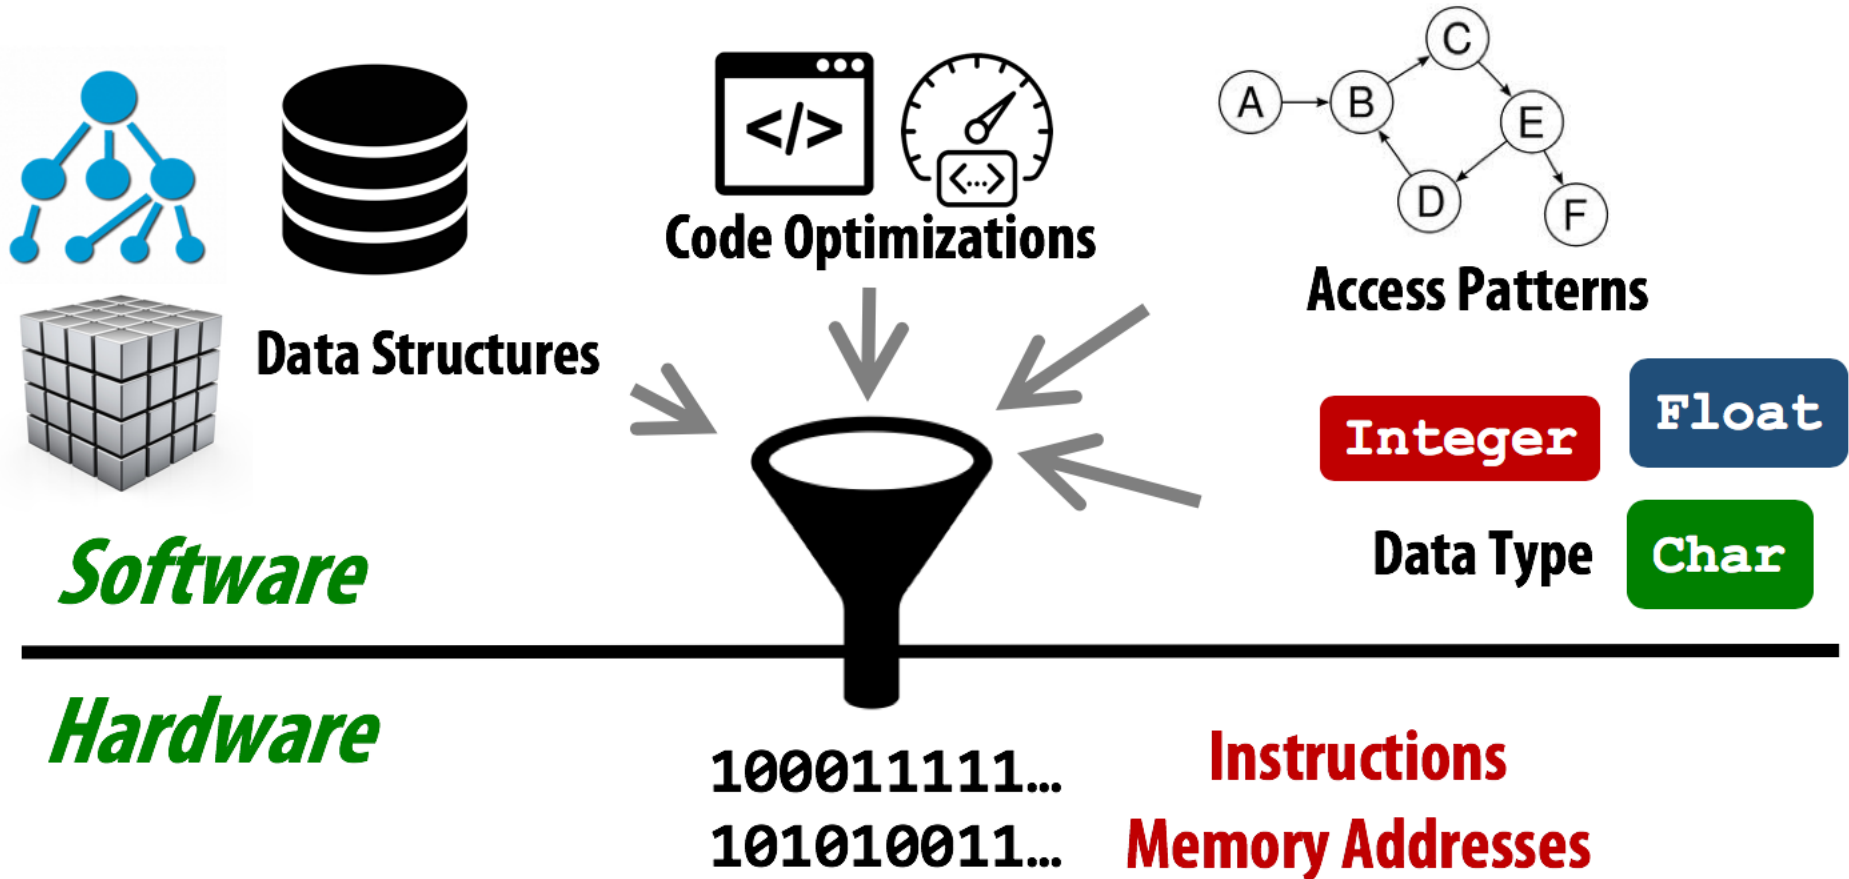 </>
<...>
Code Optimizations
A
B
C
E
D
F
Access Patterns
Data Structures
Integer
Float
Data Type
Char
Software
Hardware
100011111...
Instructions
101010011...
Memory Addresses